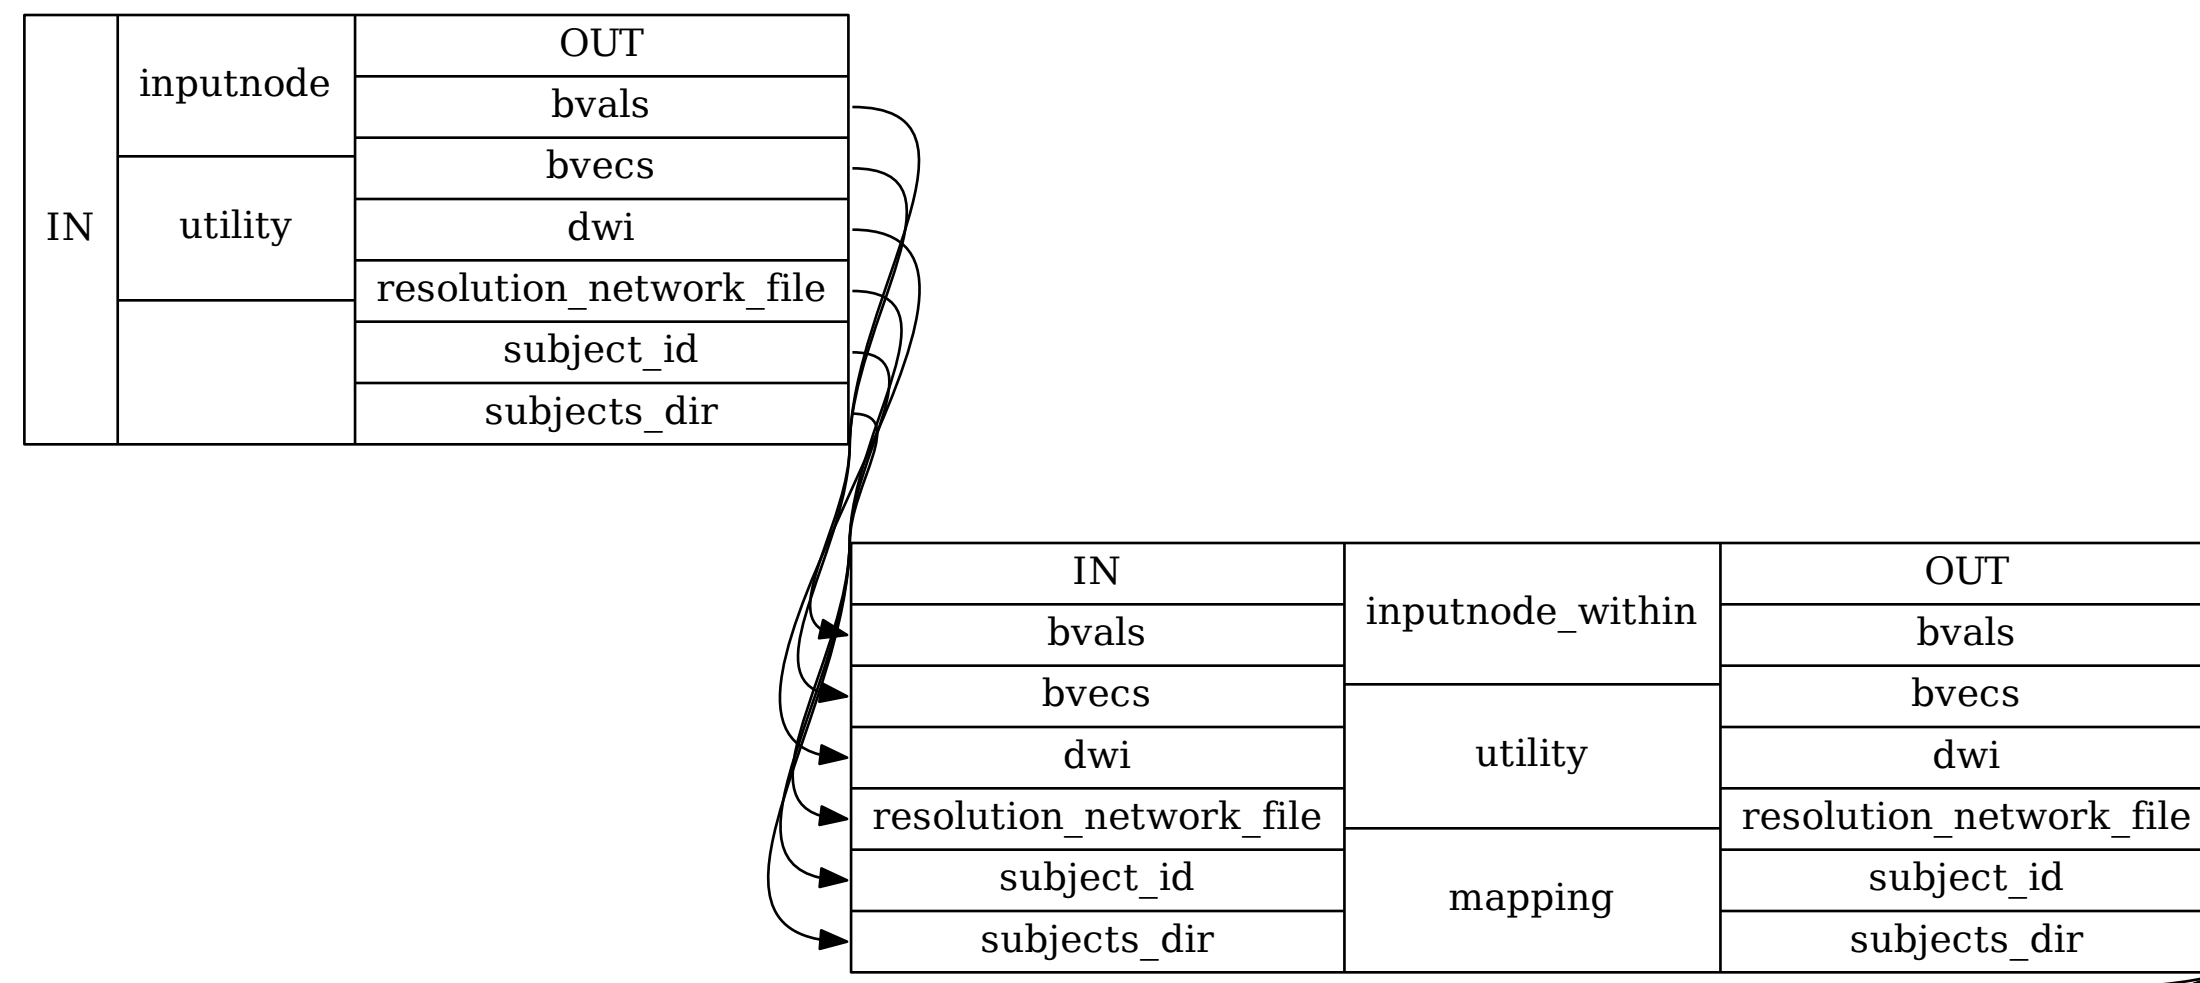 IN
inputnode
utility
OUT
bvals
bvecs
dwi
resolution_network_file
subject_id
subjects_dir
IN
bvals
bvecs
dwi
resolution_network_file
subject_id
subjects_dir
inputnode_within
utility
mapping
OUT
bvals
bvecs
dwi
resolution_network_file
subject_id
subjects_dir